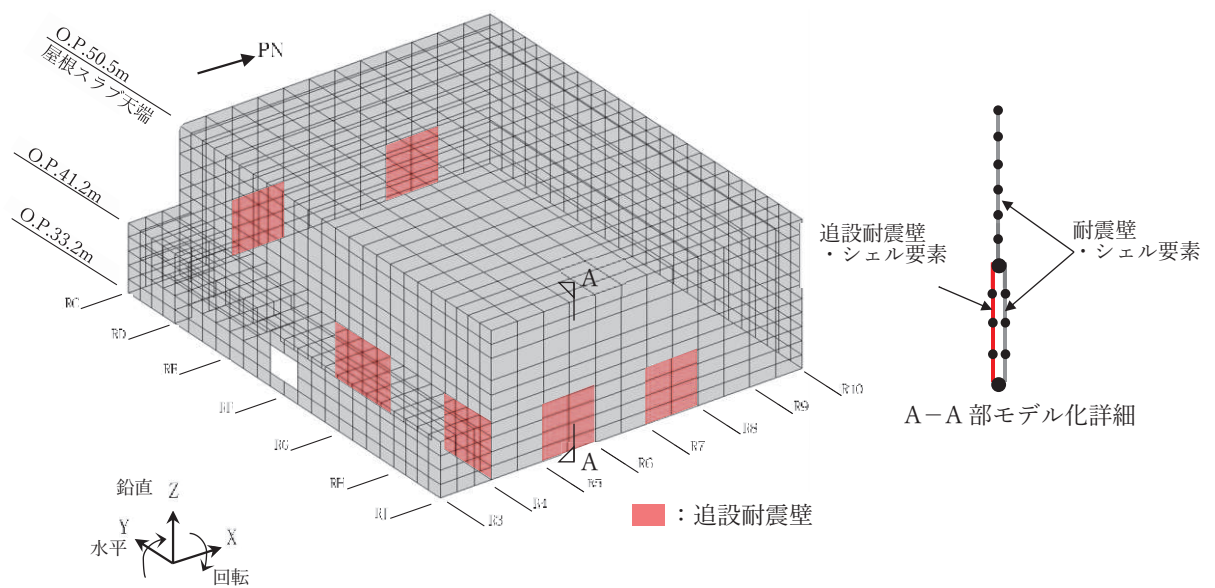 PN
O.P.50.5m
屋根スラブ天端
O.P.41.2m
O.P.33.2m
RC
RD
RE
RF
RG
RH
RI
R3
R4
R5
R6
R7
R8
R9
R10
A
A
追設耐震壁
・シェル要素
耐震壁
・シェル要素
A-A 部モデル化詳細
：追設耐震壁
鉛直 Z
Y
水平
X
回転